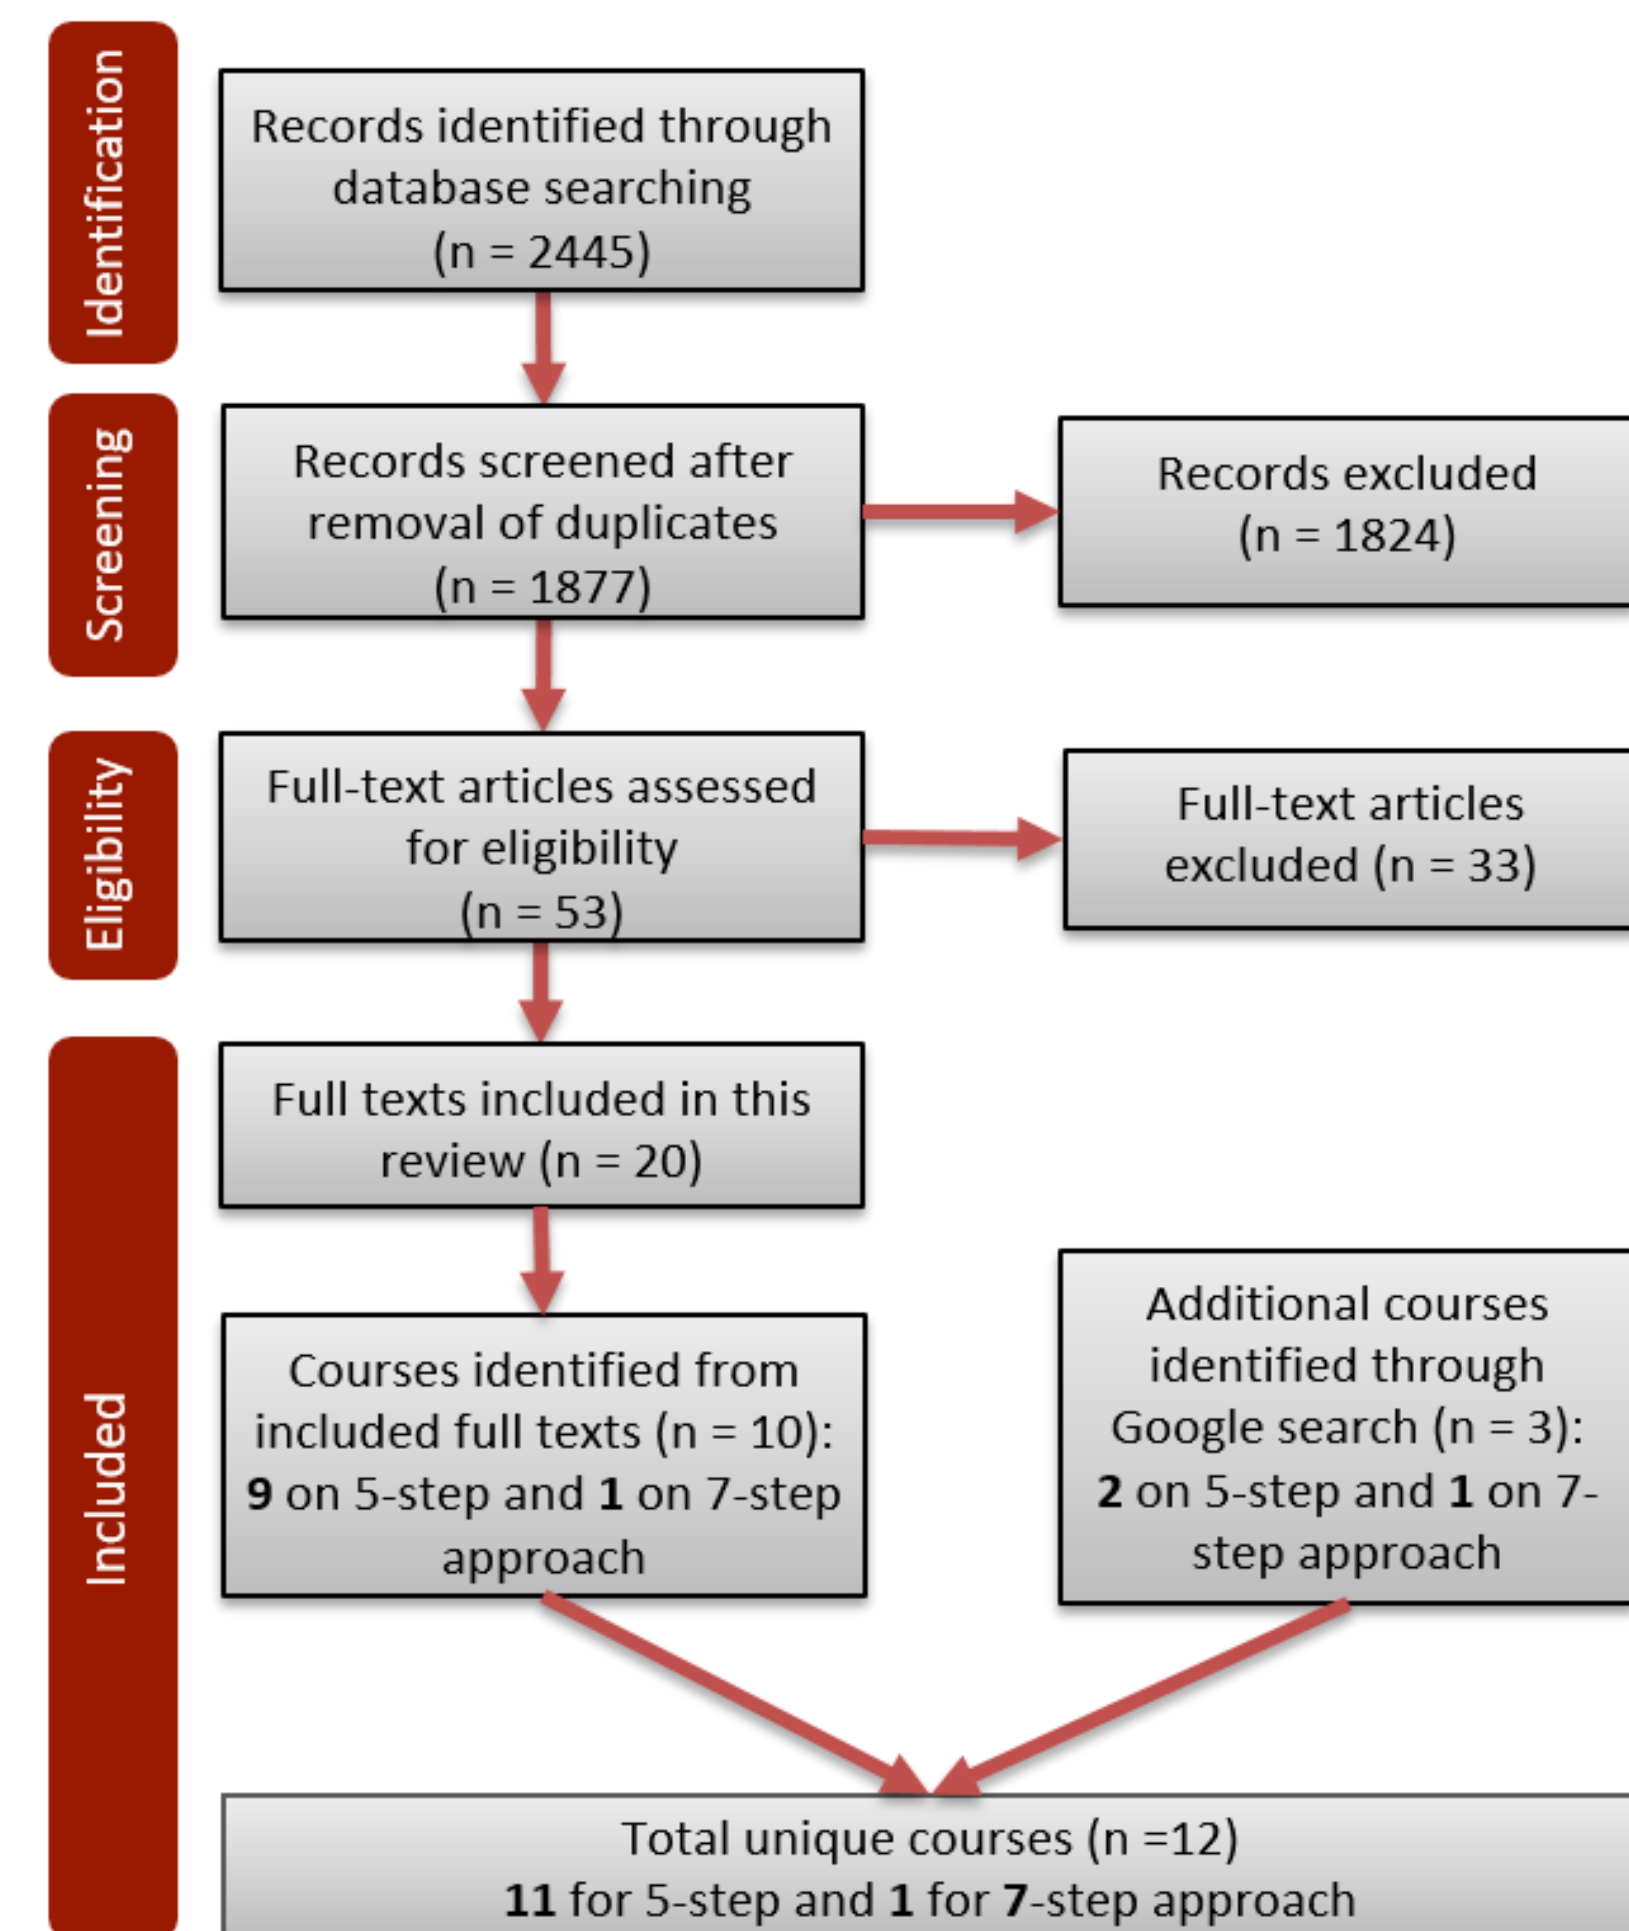 Identification
Records identified through
database searching
(n = 2445)
Screening
Records screened after
removal of duplicates
(n = 1877)
Records excluded
(n = 1824)
Eligibility
Full-text articles assessed
for eligibility
(n = 53)
Full-text articles
excluded (n = 33)
Included
Full texts included in this
review (n = 20)
Courses identified from
included full texts (n = 10):
9 on 5-step and 1 on 7-step
approach
Additional courses
identified through
Google search (n = 3):
2 on 5-step and 1 on 7-
step approach
Total unique courses (n =12)
11 for 5-step and 1 for 7-step approach